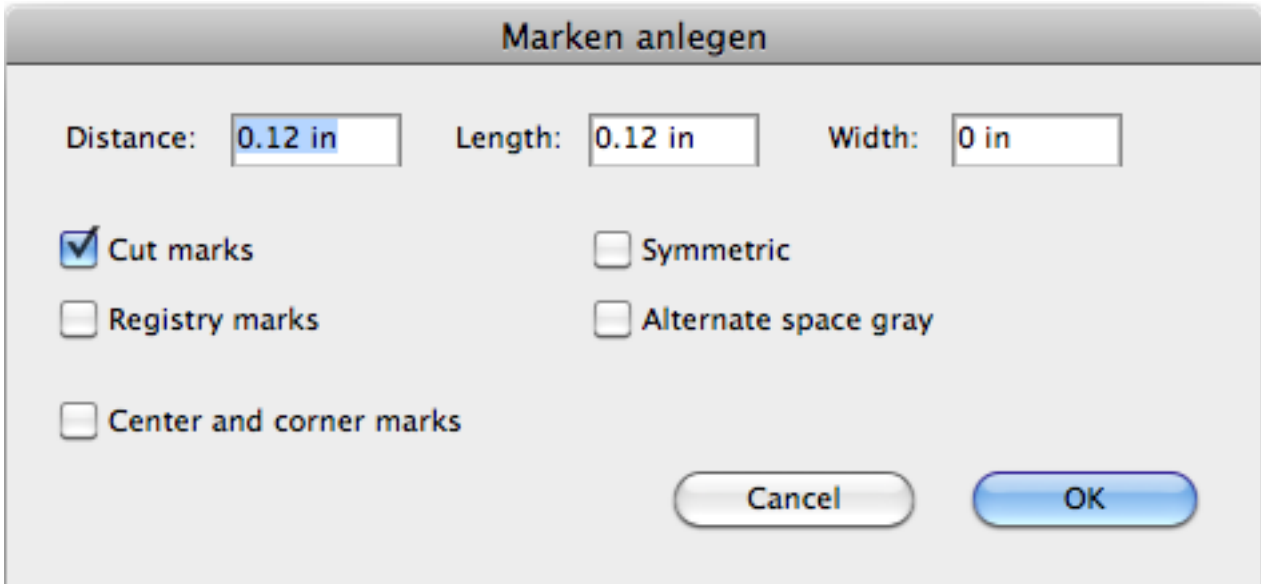 Marken anlegen
Distance: 0.12 in Length: 0.12 in Width: 0 in
Cut marks Symmetric
Registry marks Alternate space gray
Center and corner marks
Cancel OK